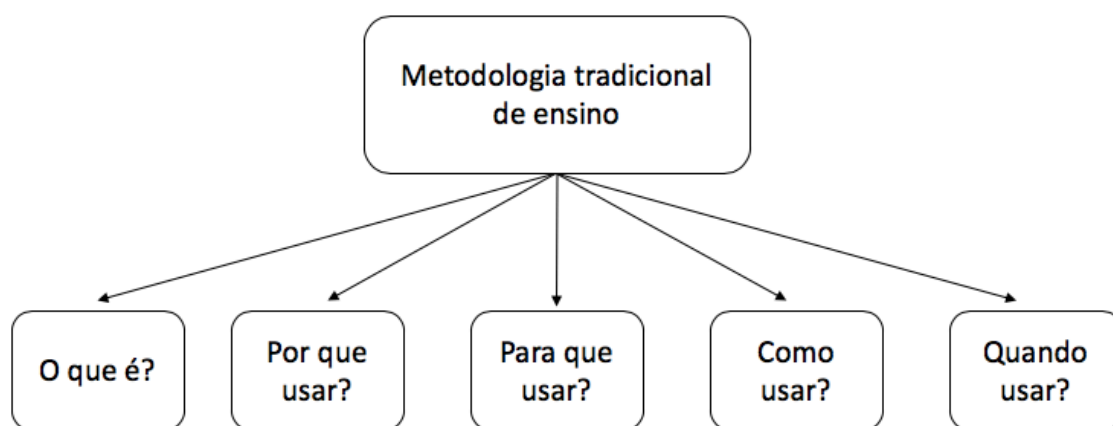 Metodologia tradicional
de ensino
O que é?
Por que
usar?
Para que
usar?
Como
usar?
Quando
usar?